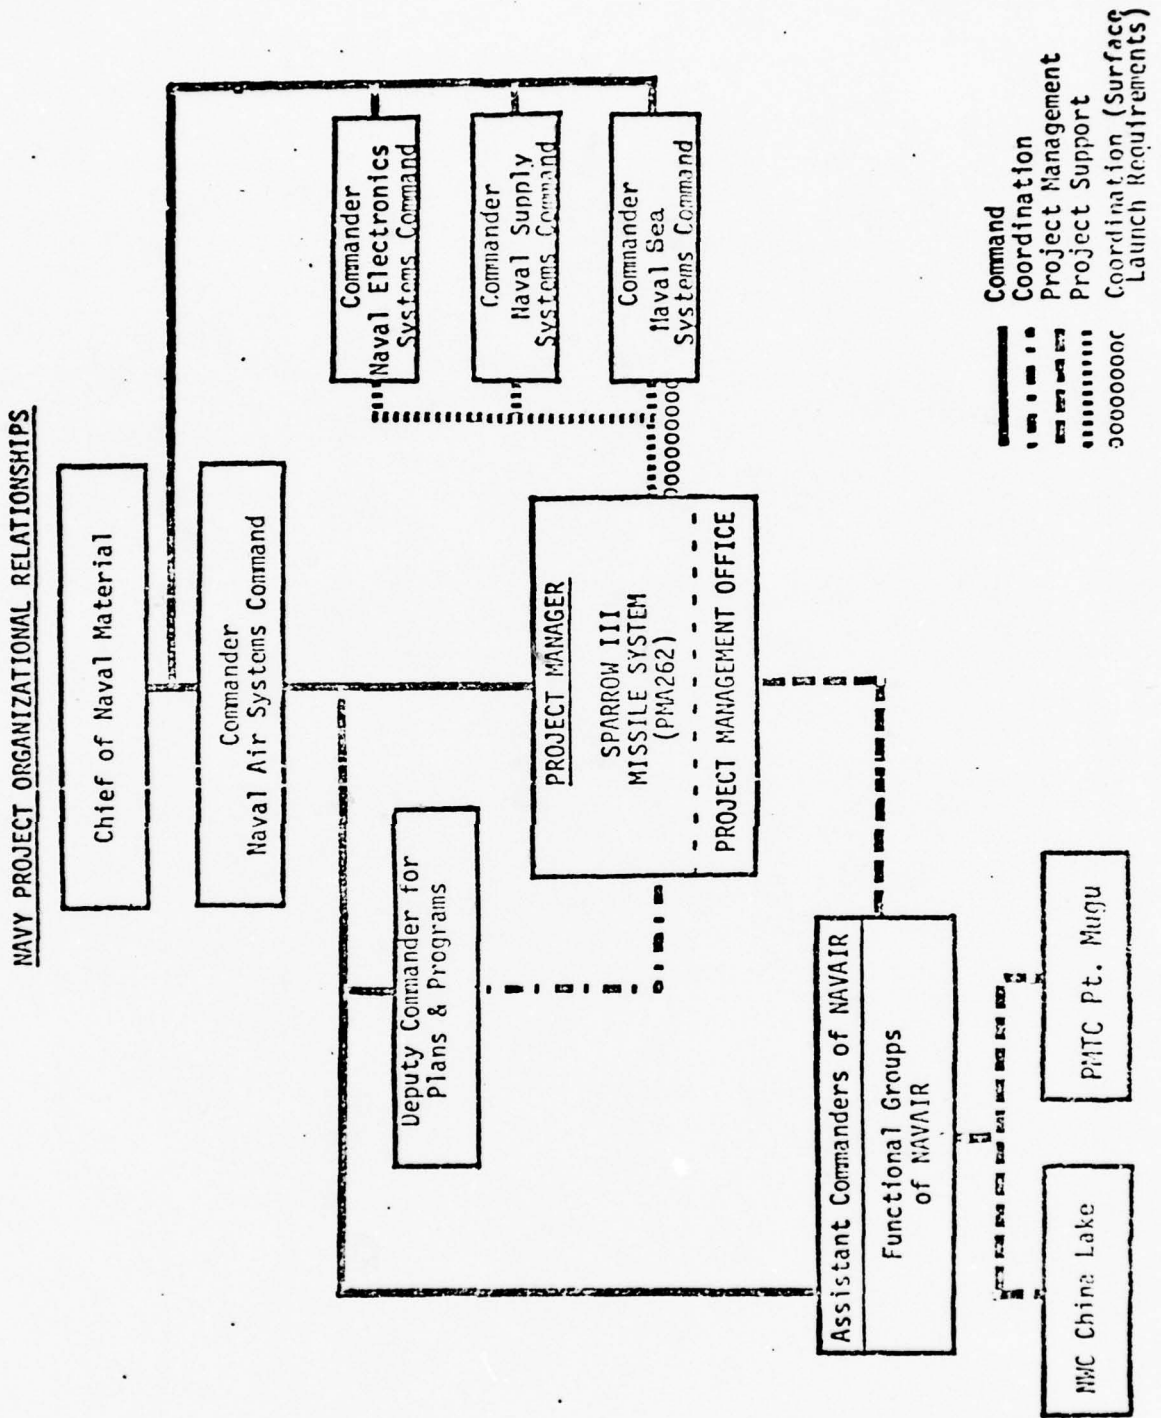 NAVY PROJECT ORGANIZATIONAL RELATIONSHIPS
Chief of Naval Material
Commander
Naval Air Systems Command
Commander
Naval Electronics
Systems Command
Commander
Naval Supply
Systems Command
Commander
Naval Sea
Systems Command
Deputy Commander for
Plans & Programs
PROJECT MANAGER
SPARROW III
MISSILE SYSTEM
(PMA262)
PROJECT MANAGEMENT OFFICE
Assistant Commanders of NAVAIR
Functional Groups
of NAVAIR
NWC China Lake
PMTC Pt. Mugu
Command
Coordination
Project Management
Project Support
Coordination (Surface
Launch Requirements)